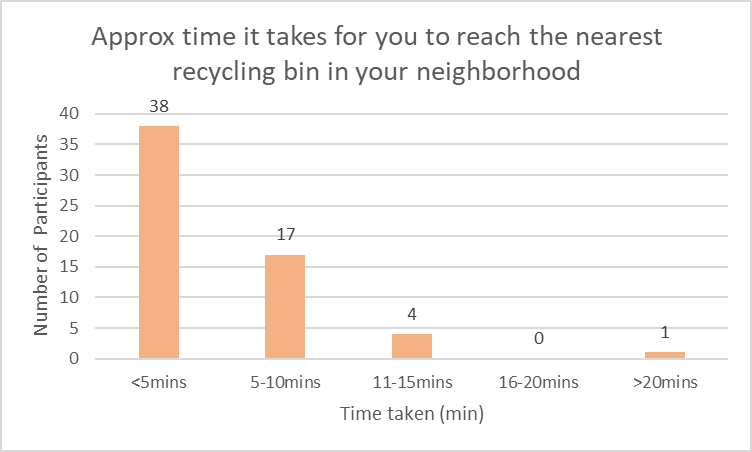 Approx time it takes for you to reach the nearest
recycling bin in your neighborhood
Number of Participants
40
35
30
25
20
15
10
5
0
38
17
4
0
1
<5mins
5-10mins
11-15mins
16-20mins
>20mins
Time taken (min)